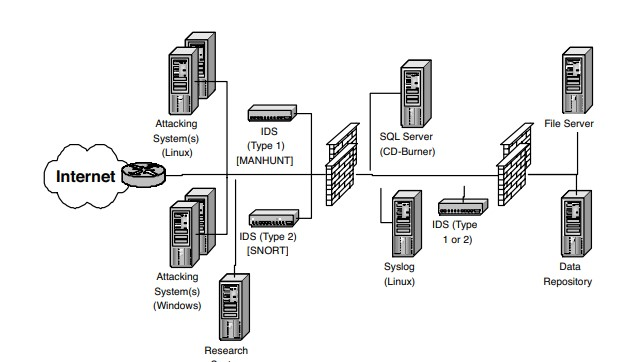 Attacking
System(s)
(Linux)
IDS
(Type 1)
[MANHUNT]
SQL Server
(CD-Burner)
File Server
Internet
IDS (Type 2)
[SNORT]
IDS (Type
1 or 2)
Attacking
System(s)
(Windows)
Syslog
(Linux)
Data
Repository
Research